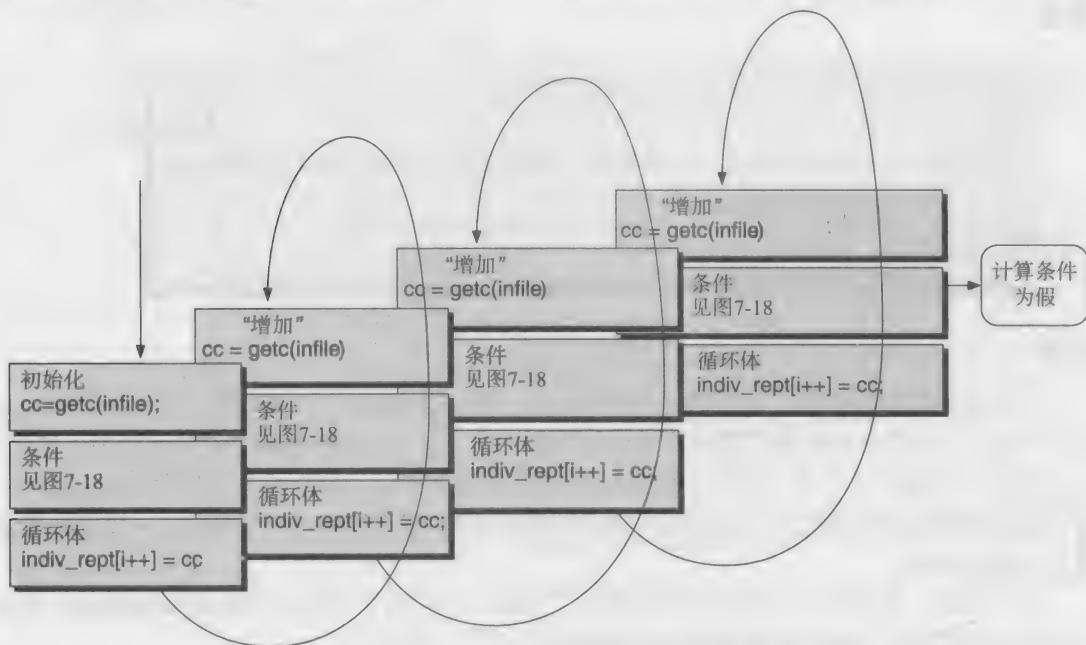 初始化
cc=getc(infile);
条件
见图7-18
循环体
indiv_rept[i++] = cc
“增加”
cc = getc(infile)
条件
见图7-18
循环体
indiv_rept[i++] = cc;
“增加”
cc = getc(infile)
条件
见图7-18
循环体
indiv_rept[i++] = cc;
“增加”
cc = getc(infile)
条件
见图7-18
循环体
indiv_rept[i++] = cc;
计算条件
为假